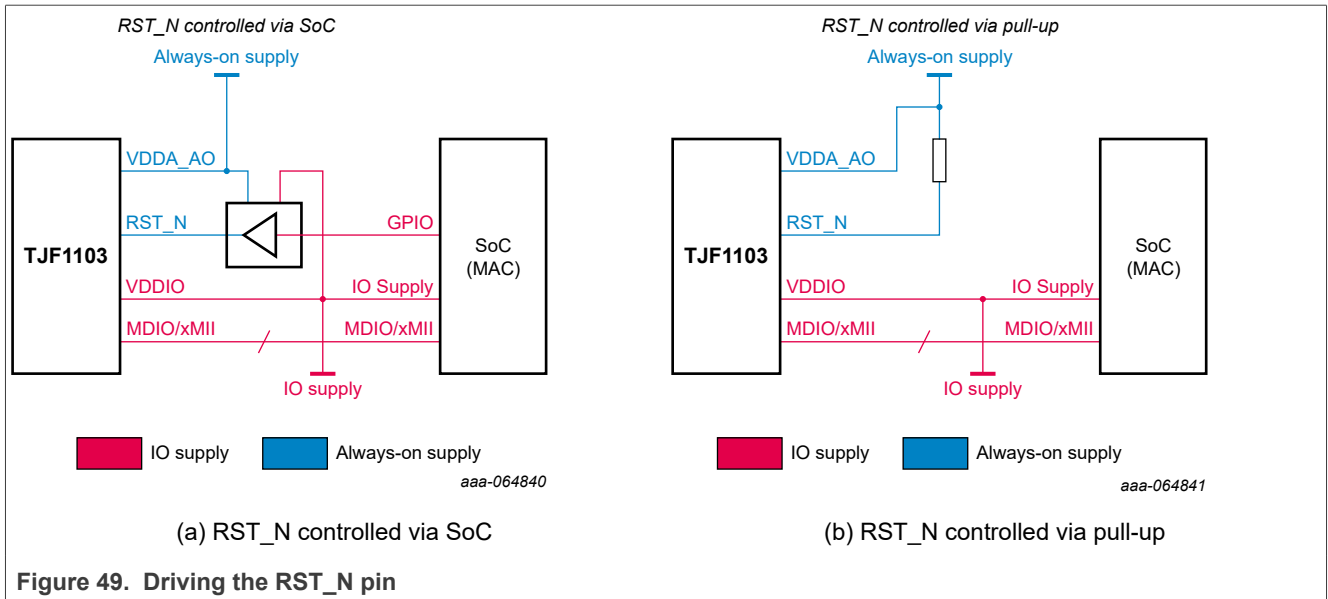 RST_N controlled via SoC
Always-on supply
VDDA_AO
RST_N
GPIO
TJF1103
SoC
(MAC)
VDDIO
IO Supply
MDIO/xMII
MDIO/xMII
IO supply
IO supply
Always-on supply
aaa-064840
(a) RST_N controlled via SoC
RST_N controlled via pull-up
Always-on supply
VDDA_AO
RST_N
TJF1103
SoC
(MAC)
VDDIO
IO Supply
MDIO/xMII
MDIO/xMII
IO supply
IO supply
Always-on supply
aaa-064841
(b) RST_N controlled via pull-up
Figure 49. Driving the RST_N pin